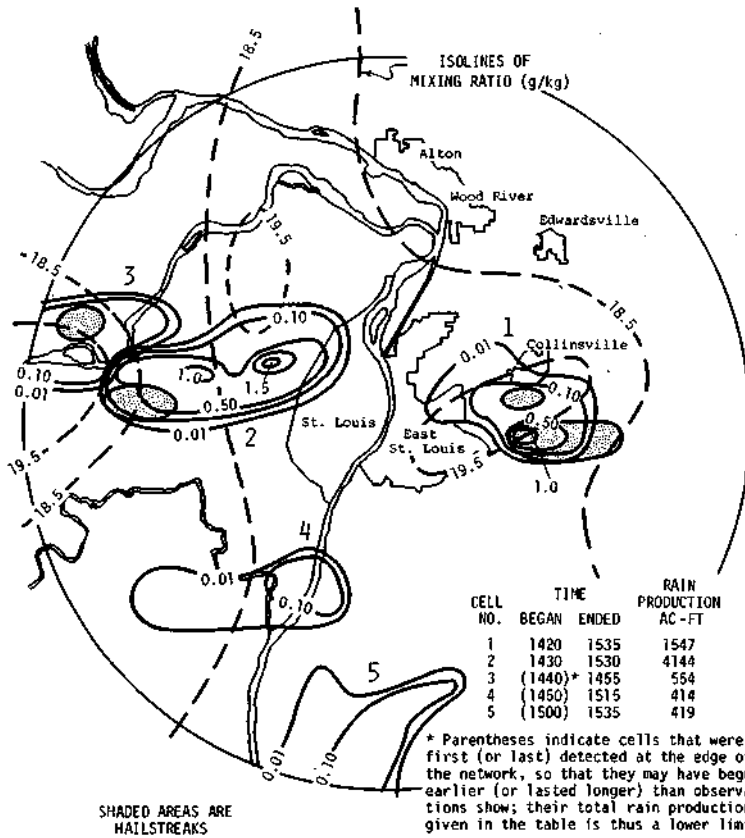 18.5
ISOLINES OF
MIXING RATIO (g/kg)
Alton
Wood River
Edwardsville
19.5
18.5
3
0.10
1
18.5
0.01
Collinsville
0.10
1.0
1.5
0.10
0.01
0.50
0.01
2
St. Louis
East
St. Louis
0.50
19.5
1.0
19.5
18.5
4
0.01
0.10
5
0.01
0.10
CELL NO. TIME BEGAN ENDED RAIN PRODUCTION AC-FT
1 1420 1535 1547
2 1430 1530 4144
3 (1440)* 1455 554
4 (1450) 1515 414
5 (1500) 1535 419
* Parentheses indicate cells that were
first (or last) detected at the edge o
the network, so that they may have beg
earlier (or lasted longer) than observa
tions show; their total rain production
given in the table is thus a lower lim
SHADED AREAS ARE
HAILSTREAKS